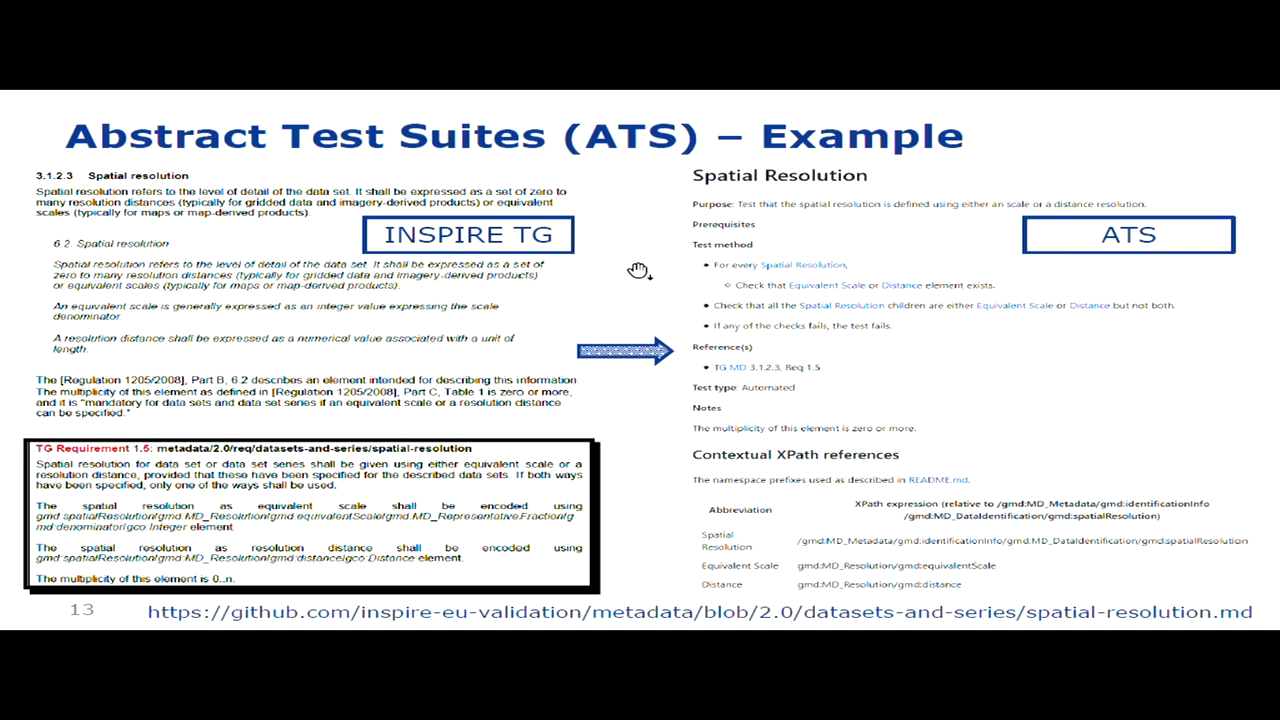 Abstract Test Suites (ATS) – Example
3.1.2.3 Spatial resolution
Spatial resolution refers to the level of detail of the data set. It shall be expressed as a set of zero to
many resolution distances (typically for gridded data and imagery-derived products) or equivalent
scales (typically for maps or map-derived products).
INSPIRE TG
6.2 Spatial resolution
Spatial resolution refers to the level of detail of the data set. It shall be expressed as a set of
zero to many resolution distances (typically for gridded data and imagery-derived products)
or equivalent scales (typically for maps or map-derived products).
An equivalent scale is generally expressed as an integer value expressing the scale
denominator.
A resolution distance shall be expressed as a numerical value associated with a unit of
length.
The [Regulation 1205/2008], Part B, 6.2 describes an element intended for describing this information
The multiplicity of this element as defined in [Regulation 1205/2008], Part C, Table 1 is zero or more,
and it is "mandatory for data sets and data set series if an equivalent scale or a resolution distance
can be specified."
TG Requirement 1.5: metadata/2.0/req/datasets-and-series/spatial-resolution
Spatial resolution for data set or data set series shall be given using either equivalent scale or a
resolution distance, provided that these have been specified for the described data sets. If both ways
have been specified, only one of the ways shall be used.
The spatial resolution as equivalent scale shall be encoded using
gmd:spatialResolution/gmd:MD_Resolution/gmd:equivalentScale/gmd:MD_RepresentativeFraction/g
md:denominator/gco:Integer element.
The spatial resolution as resolution distance shall be encoded using
gmd:spatialResolution/gmd:MD_Resolution/gmd:distance/gco:Distance element.
The multiplicity of this element is 0..n.
Spatial Resolution
Purpose: Test that the spatial resolution is defined using either an scale or a distance resolution.
Prerequisites
ATS
Test method
• For every Spatial Resolution,
○ Check that Equivalent Scale or Distance element exists.
• Check that all the Spatial Resolution children are either Equivalent Scale or Distance but not both.
• If any of the checks fails, the test fails.
Reference(s)
• TG MD 3.1.2.3, Req 1.5
Test type: Automated
Notes
The multiplicity of this element is zero or more.
Contextual XPath references
The namespace prefixes used as described in README.md.
Abbreviation
XPath expression (relative to /gmd:MD_Metadata/gmd:identificationInfo
/gmd:MD_DataIdentification/gmd:spatialResolution)
Spatial
Resolution
/gmd:MD_Metadata/gmd:identificationInfo/gmd:MD_DataIdentification/gmd:spatialResolution
Equivalent Scale gmd:MD_Resolution/gmd:equivalentScale
Distance gmd:MD_Resolution/gmd:distance
13
https://github.com/inspire-eu-validation/metadata/blob/2.0/datasets-and-series/spatial-resolution.md